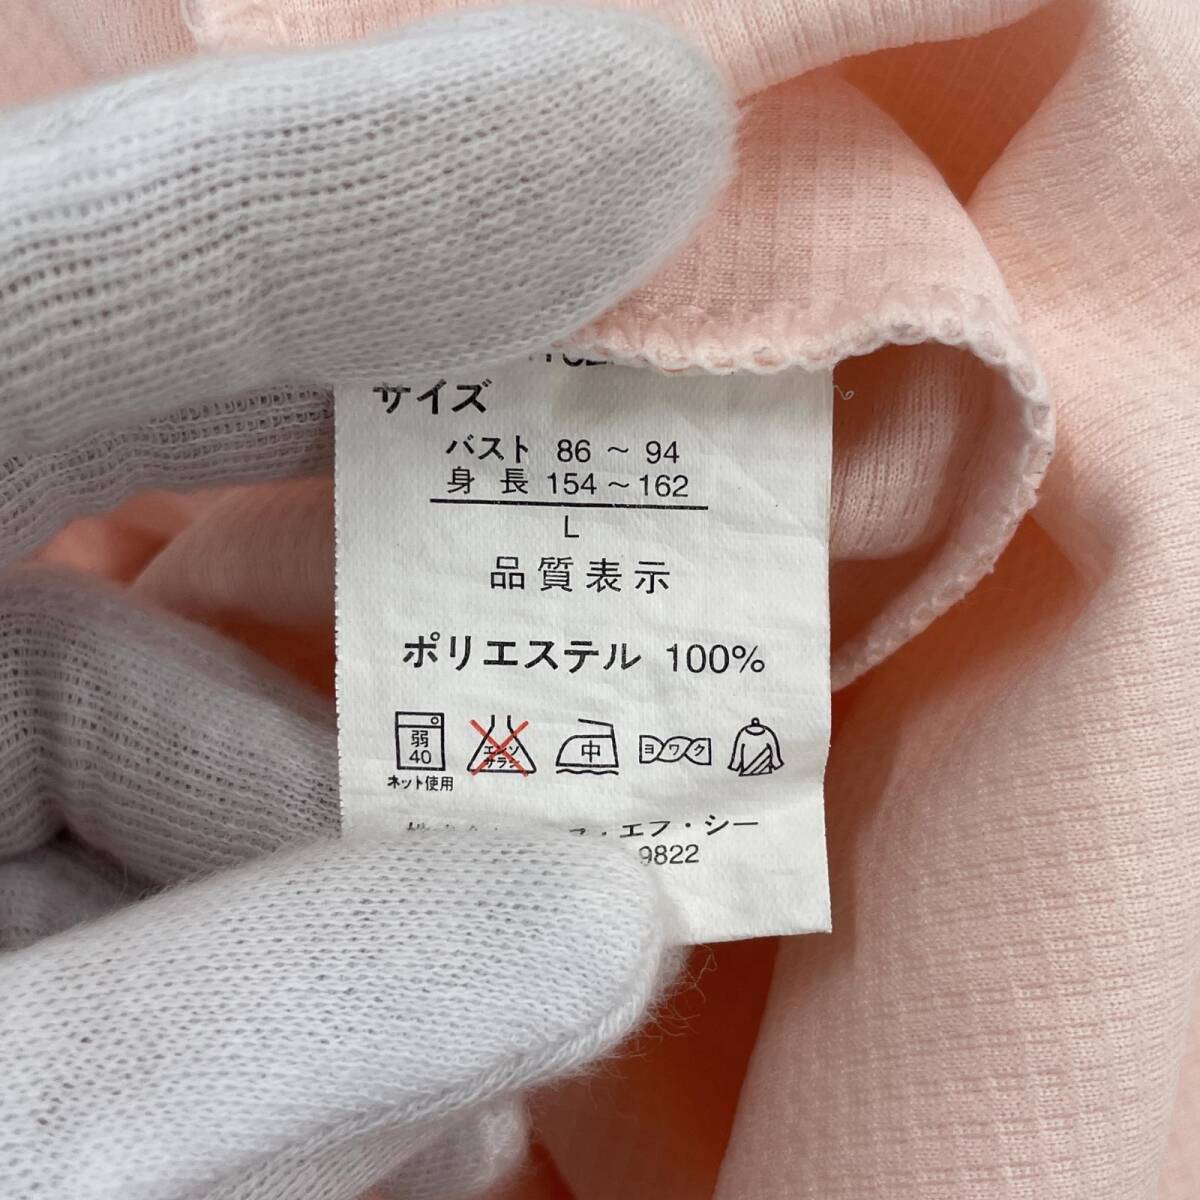 サイズ
バスト 86 ~ 94
身長 154 ~ 162
L
品質表示
ポリエステル 100%
弱 40 ネット使用
エンソ サラシ
中
ヨワク
エフ・シー
9822